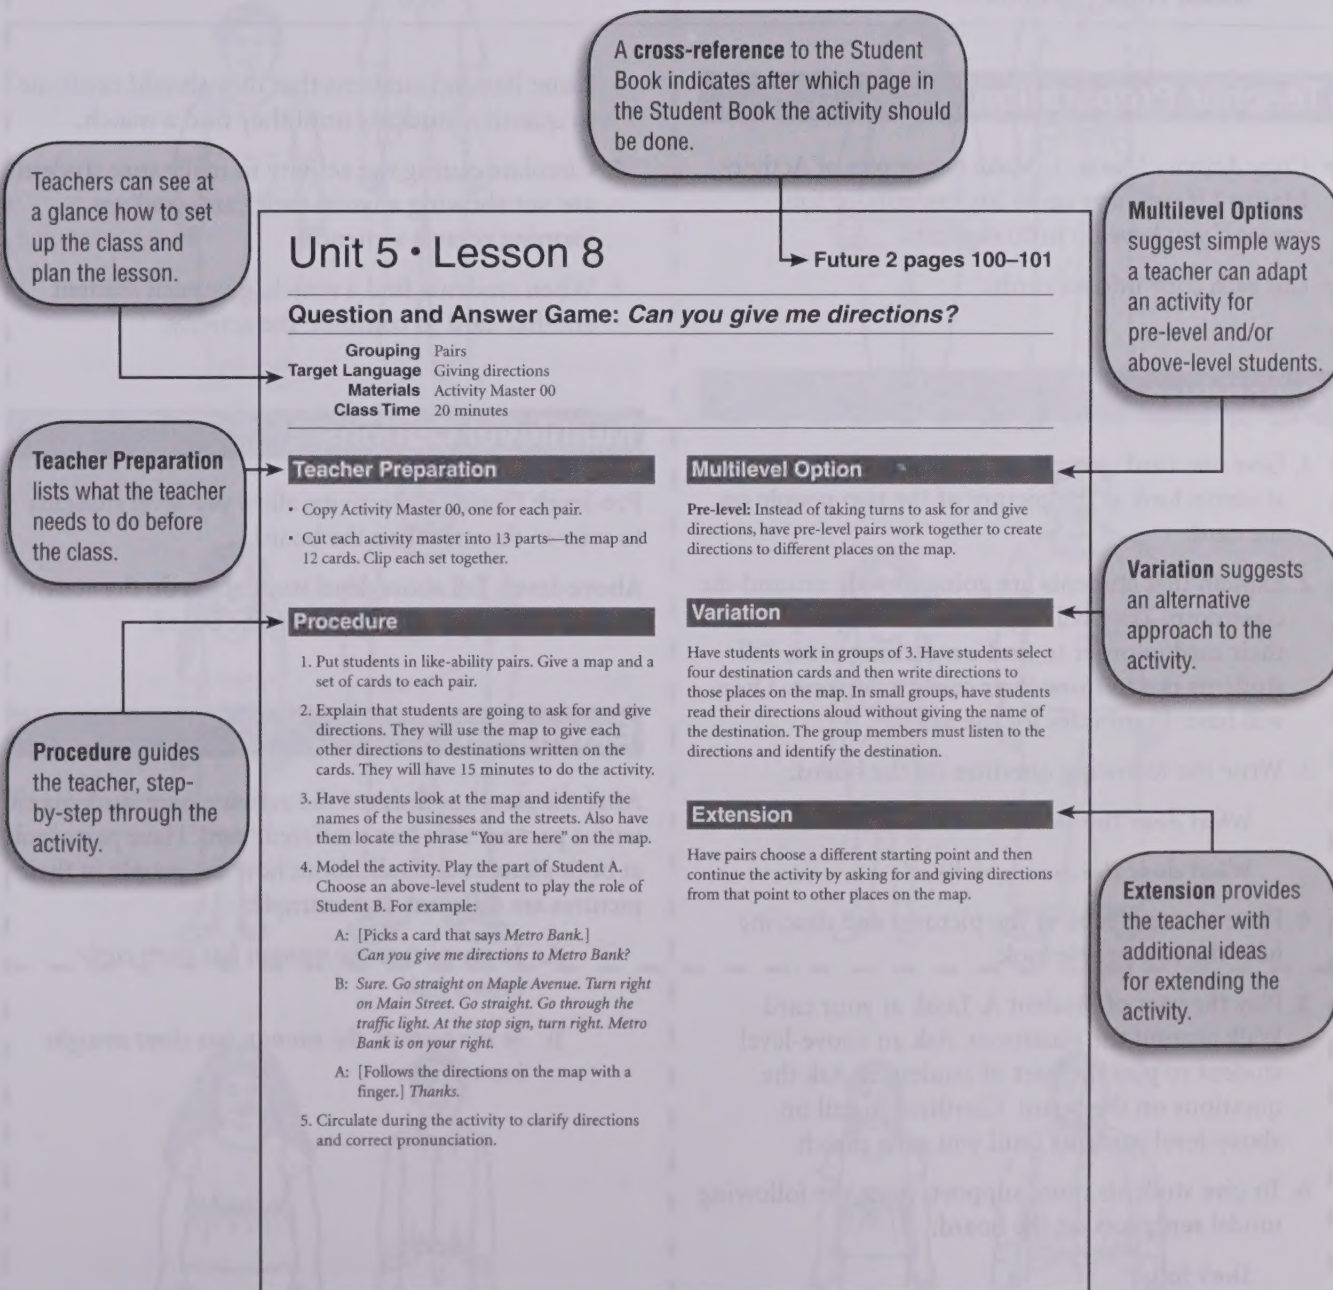 A cross-reference to the Student
Book indicates after which page in
the Student Book the activity should
be done.
Teachers can see at
a glance how to set
up the class and
plan the lesson.
Multilevel Options
suggest simple ways
a teacher can adapt
an activity for
pre-level and/or
above-level students.
Unit 5 • Lesson 8
Future 2 pages 100–101
Question and Answer Game: Can you give me directions?
Grouping Pairs
Target Language Giving directions
Materials Activity Master 00
Class Time 20 minutes
Teacher Preparation
lists what the teacher
needs to do before
the class.
Teacher Preparation
• Copy Activity Master 00, one for each pair.
• Cut each activity master into 13 parts—the map and
12 cards. Clip each set together.
Procedure guides
the teacher, step-
by-step through the
activity.
Procedure
1. Put students in like-ability pairs. Give a map and a
set of cards to each pair.
2. Explain that students are going to ask for and give
directions. They will use the map to give each
other directions to destinations written on the
cards. They will have 15 minutes to do the activity.
3. Have students look at the map and identify the
names of the businesses and the streets. Also have
them locate the phrase "You are here" on the map.
4. Model the activity. Play the part of Student A.
Choose an above-level student to play the role of
Student B. For example:
A: [Picks a card that says Metro Bank.]
Can you give me directions to Metro Bank?
B: Sure. Go straight on Maple Avenue. Turn right
on Main Street. Go straight. Go through the
traffic light. At the stop sign, turn right. Metro
Bank is on your right.
A: [Follows the directions on the map with a
finger.] Thanks.
5. Circulate during the activity to clarify directions
and correct pronunciation.
Multilevel Option
Pre-level: Instead of taking turns to ask for and give
directions, have pre-level pairs work together to create
directions to different places on the map.
Variation
Have students work in groups of 3. Have students select
four destination cards and then write directions to
those places on the map. In small groups, have students
read their directions aloud without giving the name of
the destination. The group members must listen to the
directions and identify the destination.
Variation suggests
an alternative
approach to the
activity.
Extension
Have pairs choose a different starting point and then
continue the activity by asking for and giving directions
from that point to other places on the map.
Extension provides
the teacher with
additional ideas
for extending the
activity.